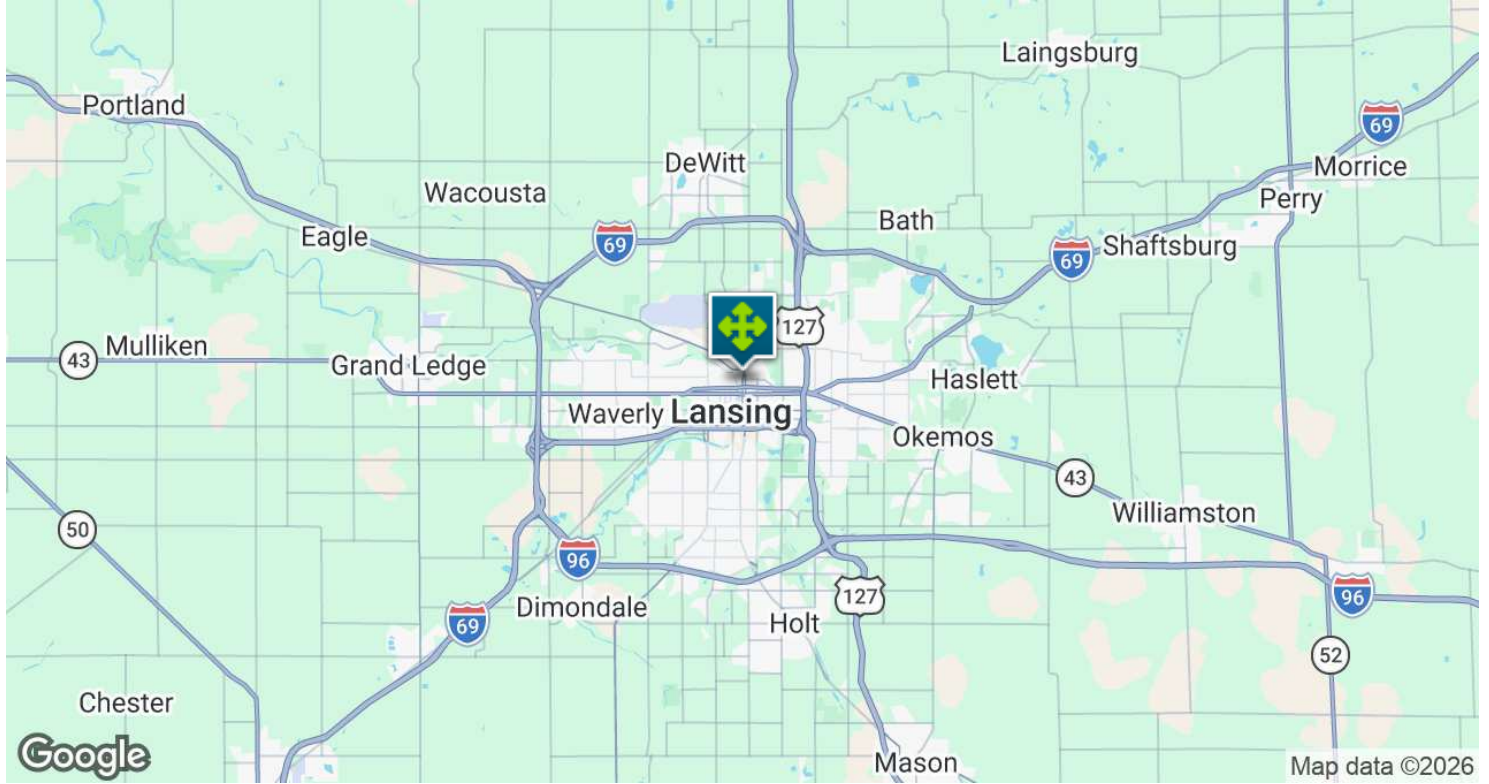 Laingsburg
Portland
69
DeWitt
Morrice
Wacousta
Perry
Bath
Eagle
69
Shaftsburg
69
127
43
Mulliken
Grand Ledge
Haslett
Waverly
Lansing
Okemos
43
Williamston
50
96
127
96
Dimondale
69
Holt
52
Chester
Google
Mason
Map data ©2026